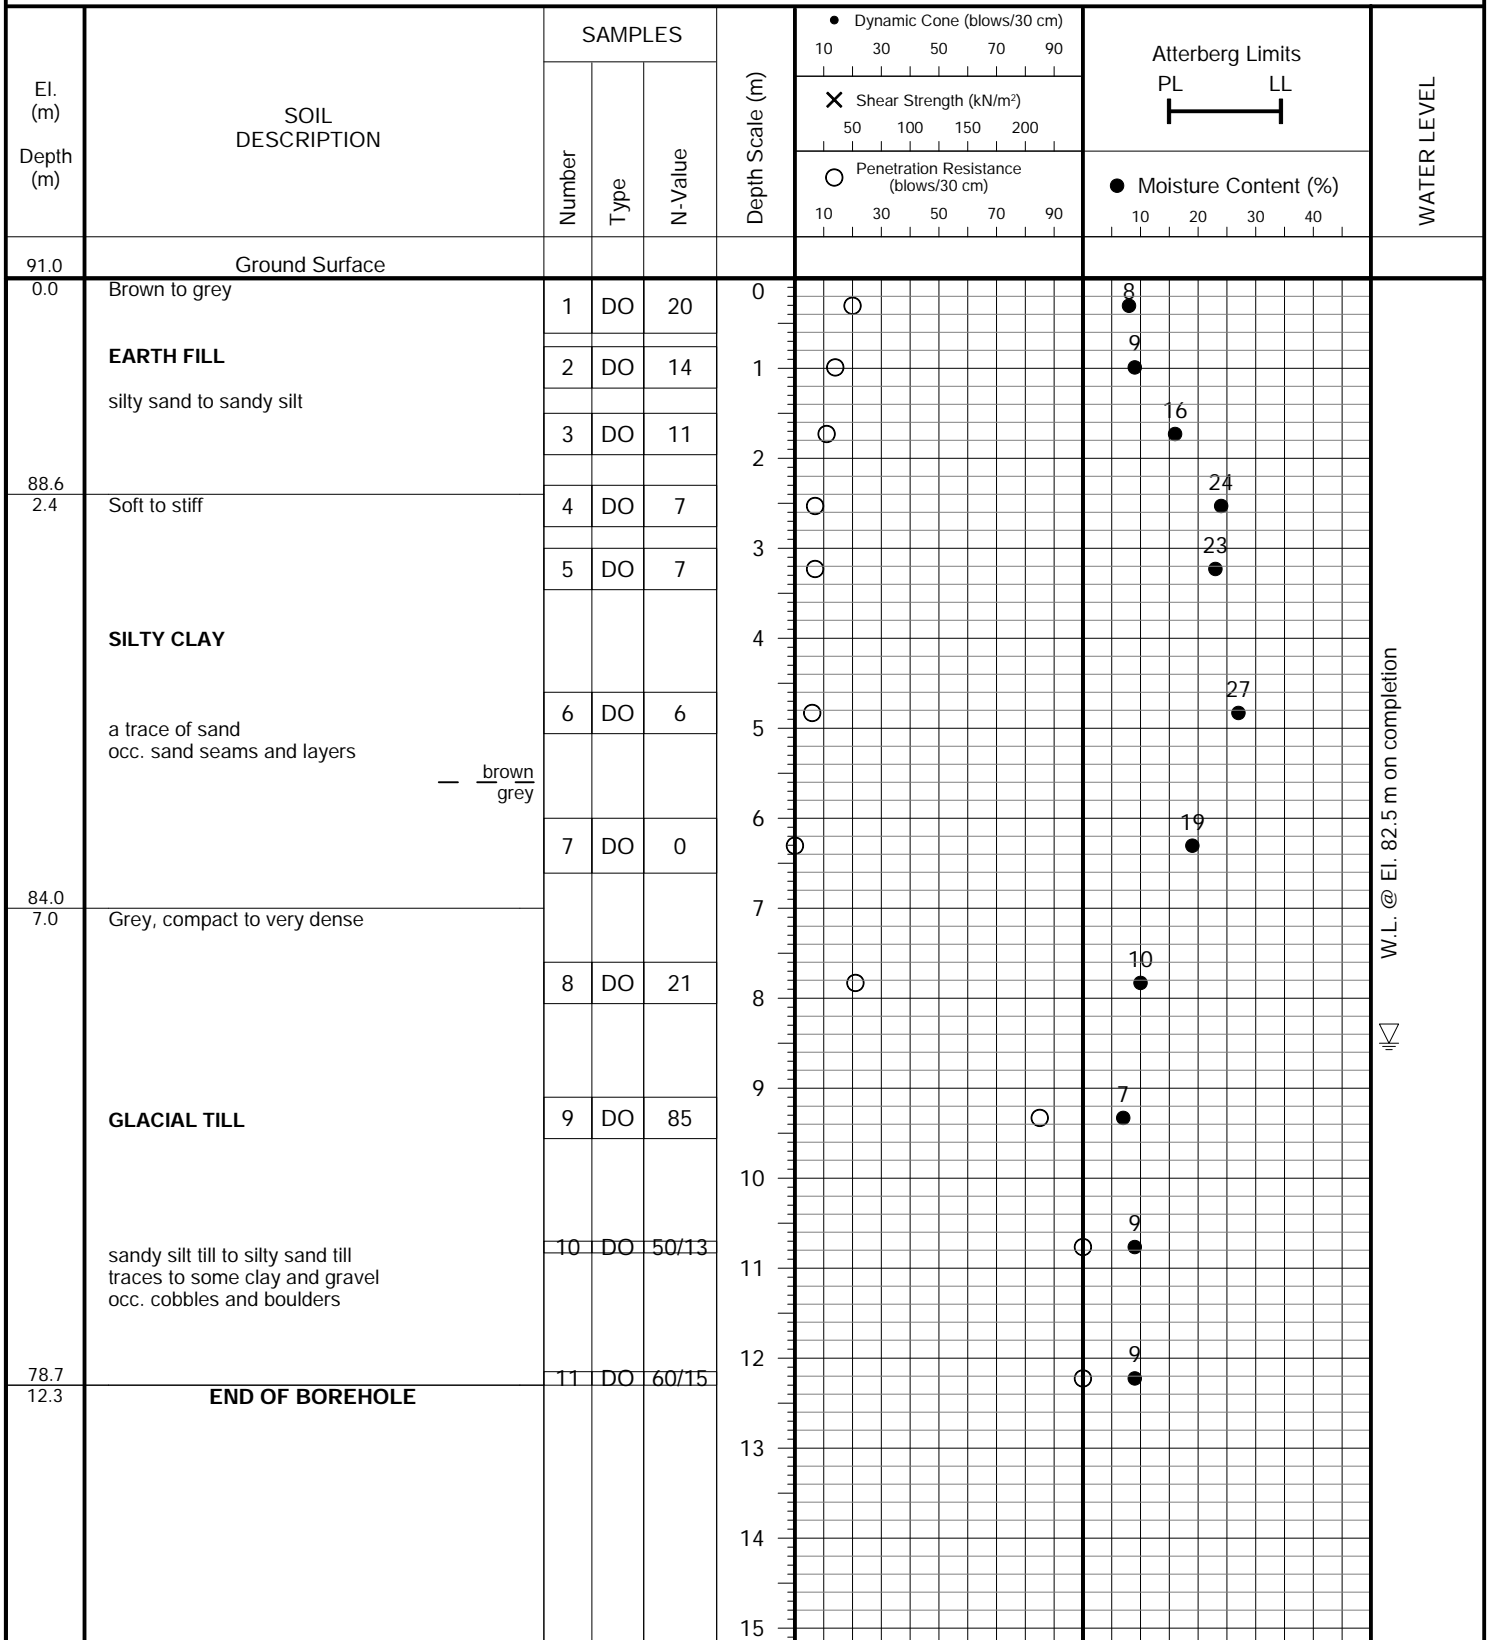 El.
(m)
Depth
(m)
SOIL
DESCRIPTION
SAMPLES
Number
Type
N-Value
Depth Scale (m)
Dynamic Cone (blows/30 cm)
10 30 50 70 90
Shear Strength (kN/m²)
50 100 150 200
Penetration Resistance
(blows/30 cm)
10 30 50 70 90
Atterberg Limits
PL LL
Moisture Content (%)
10 20 30 40
WATER LEVEL
91.0 Ground Surface
0.0 Brown to grey 0
1 DO 20 8
EARTH FILL
9
2 DO 14 1
silty sand to sandy silt
16
3 DO 11
2
88.6
24
2.4 Soft to stiff 4 DO 7
3
23
5 DO 7
SILTY CLAY 4
27
6 DO 6
a trace of sand 5
occ. sand seams and layers
brown
grey
6
19
7 DO 0
84.0
7.0 Grey, compact to very dense 7
10
8 DO 21
8
W.L. @ El. 82.5 m on completion
9
7
GLACIAL TILL 9 DO 85
10
9
10 DO 50/13
sandy silt till to silty sand till
11
traces to some clay and gravel
occ. cobbles and boulders
12
9
78.7 11 DO 60/15
12.3 END OF BOREHOLE
13
14
15